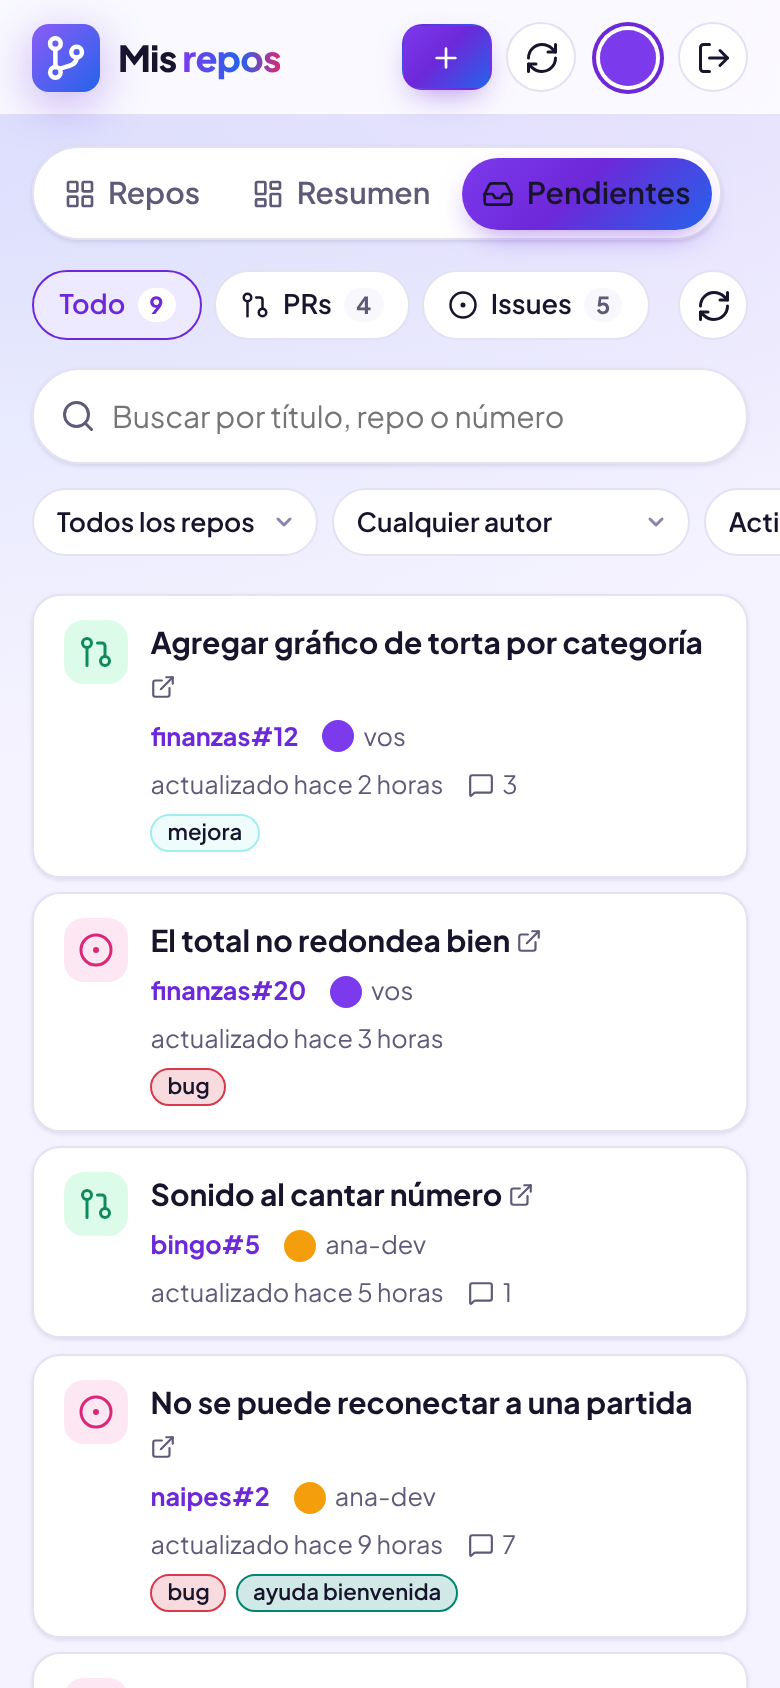 Mis repos
Repos Resumen Pendientes
Todo 9 PRs 4 Issues 5
Buscar por título, repo o número
Todos los repos Cualquier autor Acti
Agregar gráfico de torta por categoría
finanzas#12 vos
actualizado hace 2 horas 3
mejora
El total no redondea bien
finanzas#20 vos
actualizado hace 3 horas
bug
Sonido al cantar número
bingo#5 ana-dev
actualizado hace 5 horas 1
No se puede reconectar a una partida
naipes#2 ana-dev
actualizado hace 9 horas 7
bug ayuda bienvenida